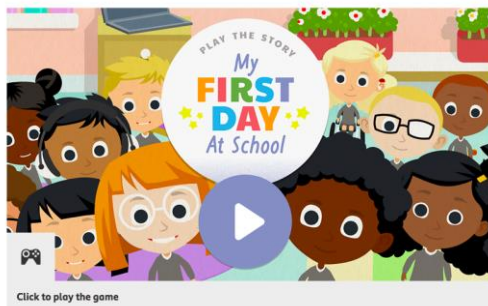 PLAY THE STORY
My
FIRST
DAY
At School
Click to play the game